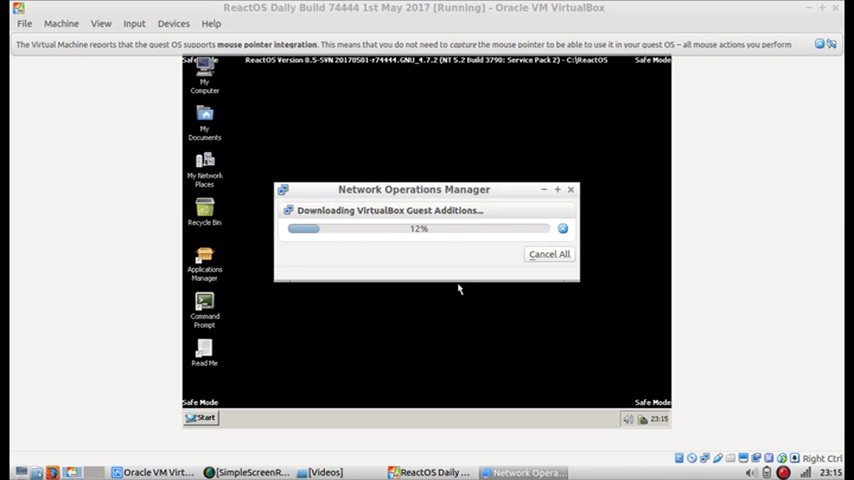 ReactOS Daily Build 74444 1st May 2017 [Running] - Oracle VM VirtualBox
File Machine View Input Devices Help
The Virtual Machine reports that the guest OS supports mouse pointer integration. This means that you do not need to capture the mouse pointer to be able to use it in your guest OS – all mouse actions you perform
Safe Mode
ReactOS Version 0.5-SVN 20170501-r74444.GNU_4.7.2 (NT 5.2 Build 3790: Service Pack 2) - C:\ReactOS
Safe Mode
My
Computer
My
Documents
My Network
Places
Recycle Bin
Applications
Manager
Command
Prompt
Read Me
Network Operations Manager
Downloading VirtualBox Guest Additions...
12%
Cancel All
Safe Mode
Safe Mode
Start
23:15
Right Ctrl
Oracle VM Virt...
[SimpleScreenR...
[Videos]
ReactOS Daily ...
Network Opera...
23:15